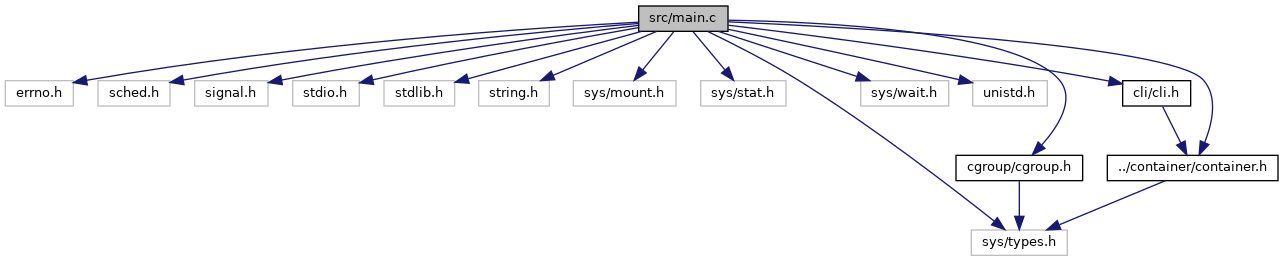 src/main.c
errno.h
sched.h
signal.h
stdio.h
stdlib.h
string.h
sys/mount.h
sys/stat.h
sys/wait.h
unistd.h
cli/cli.h
cgroup/cgroup.h
../container/container.h
sys/types.h